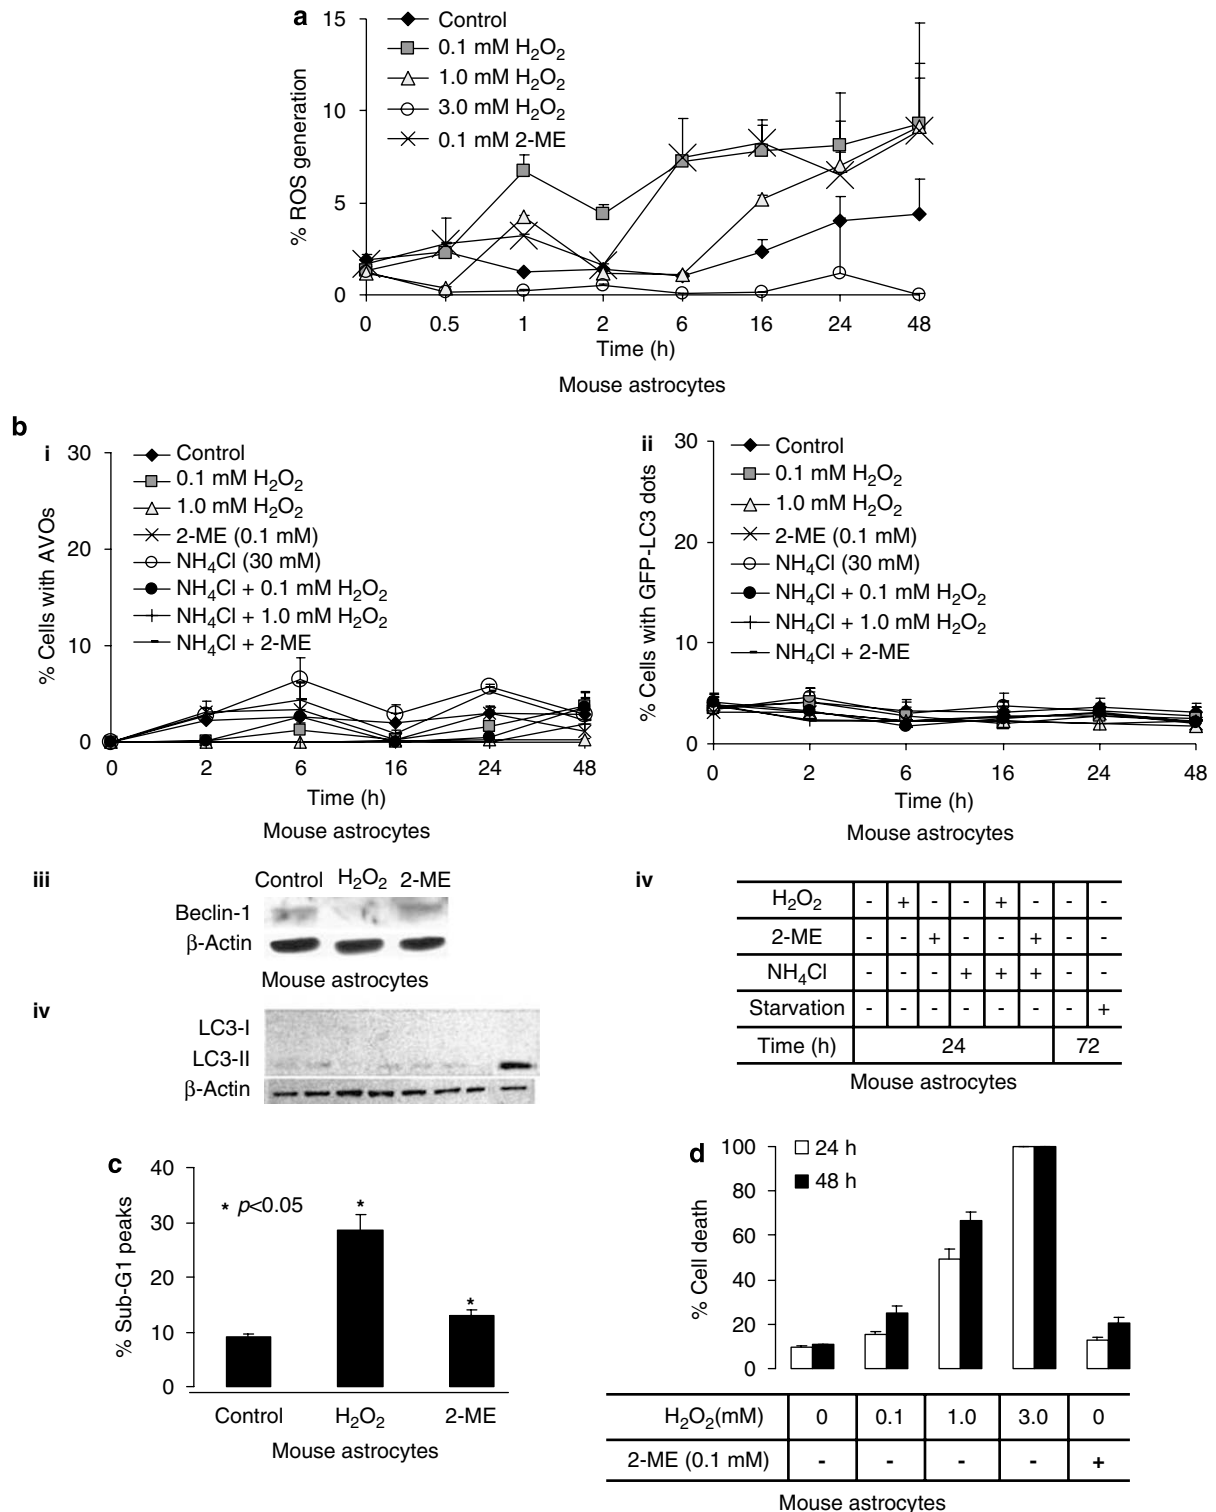 a
15
10
5
0
% ROS generation
Control
0.1 mM H₂O₂
1.0 mM H₂O₂
3.0 mM H₂O₂
0.1 mM 2-ME
0 0.5 1 2 6 16 24 48
Time (h)
Mouse astrocytes
b
i
30
20
10
0
% Cells with AVOs
Control
0.1 mM H₂O₂
1.0 mM H₂O₂
2-ME (0.1 mM)
NH₄Cl (30 mM)
NH₄Cl + 0.1 mM H₂O₂
NH₄Cl + 1.0 mM H₂O₂
NH₄Cl + 2-ME
0 2 6 16 24 48
Time (h)
Mouse astrocytes
ii
30
20
10
0
% Cells with GFP-LC3 dots
Control
0.1 mM H₂O₂
1.0 mM H₂O₂
2-ME (0.1 mM)
NH₄Cl (30 mM)
NH₄Cl + 0.1 mM H₂O₂
NH₄Cl + 1.0 mM H₂O₂
NH₄Cl + 2-ME
0 2 6 16 24 48
Time (h)
Mouse astrocytes
iii
Control H₂O₂ 2-ME
Beclin-1
β-Actin
Mouse astrocytes
iv
LC3-I
LC3-II
β-Actin
iv
H₂O₂ - + - - + - - -
2-ME - - + - - + - -
NH₄Cl - - - + + + - -
Starvation - - - - - - - +
Time (h) 24 72
Mouse astrocytes
c
40
30
20
10
0
% Sub-G1 peaks
* p<0.05
*
*
Control H₂O₂ 2-ME
Mouse astrocytes
d
100
80
60
40
20
0
% Cell death
24 h
48 h
H₂O₂(mM) 0 0.1 1.0 3.0 0
2-ME (0.1 mM) - - - - +
Mouse astrocytes